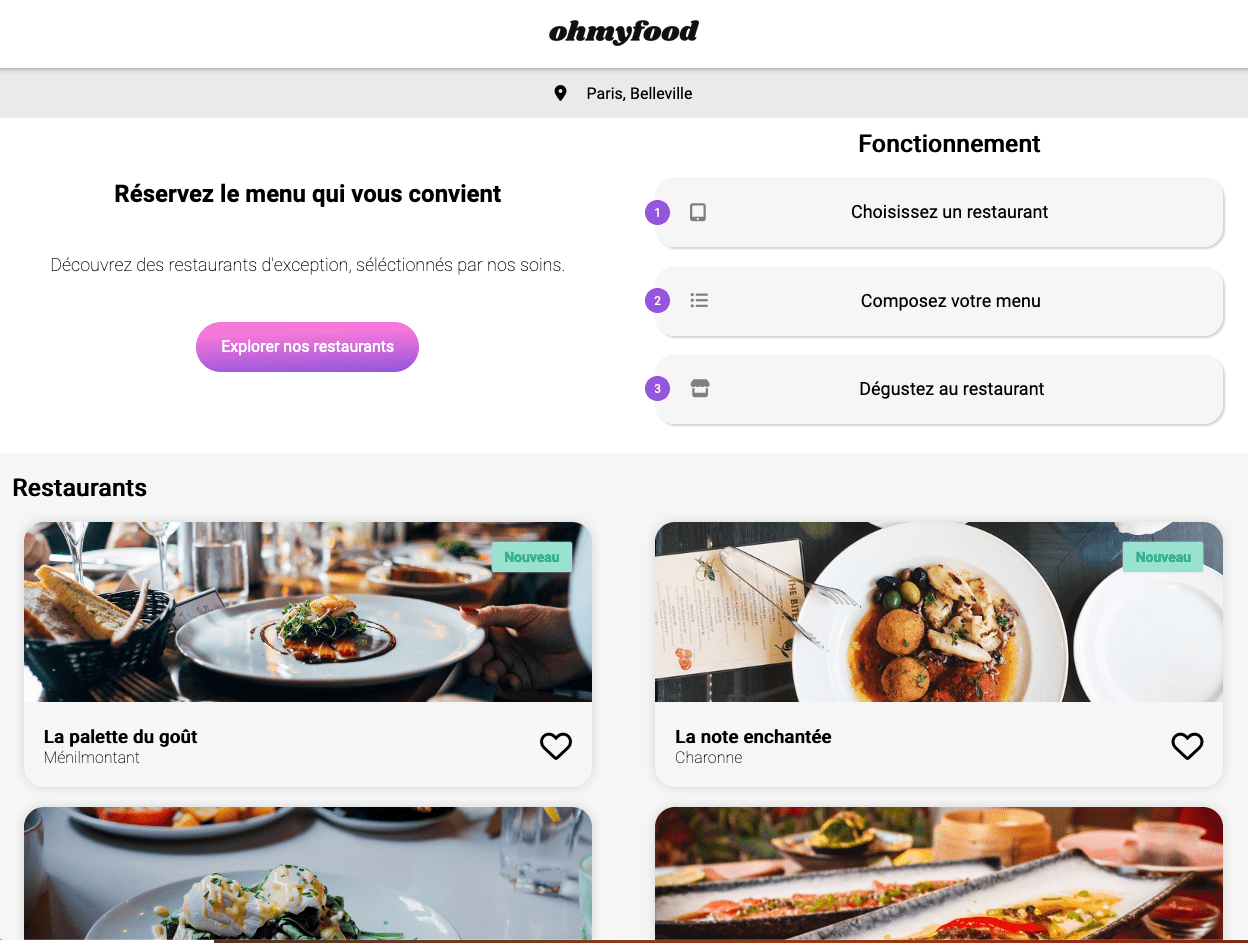 ohmyfood
Paris, Belleville
Réservez le menu qui vous convient
Découvrez des restaurants d'exception, séléctionnés par nos soins.
Explorer nos restaurants
Fonctionnement
1 Choisissez un restaurant
2 Composez votre menu
3 Dégustez au restaurant
Restaurants
Nouveau
La palette du goût
Ménilmontant
Nouveau
THE BITE
La note enchantée
Charonne